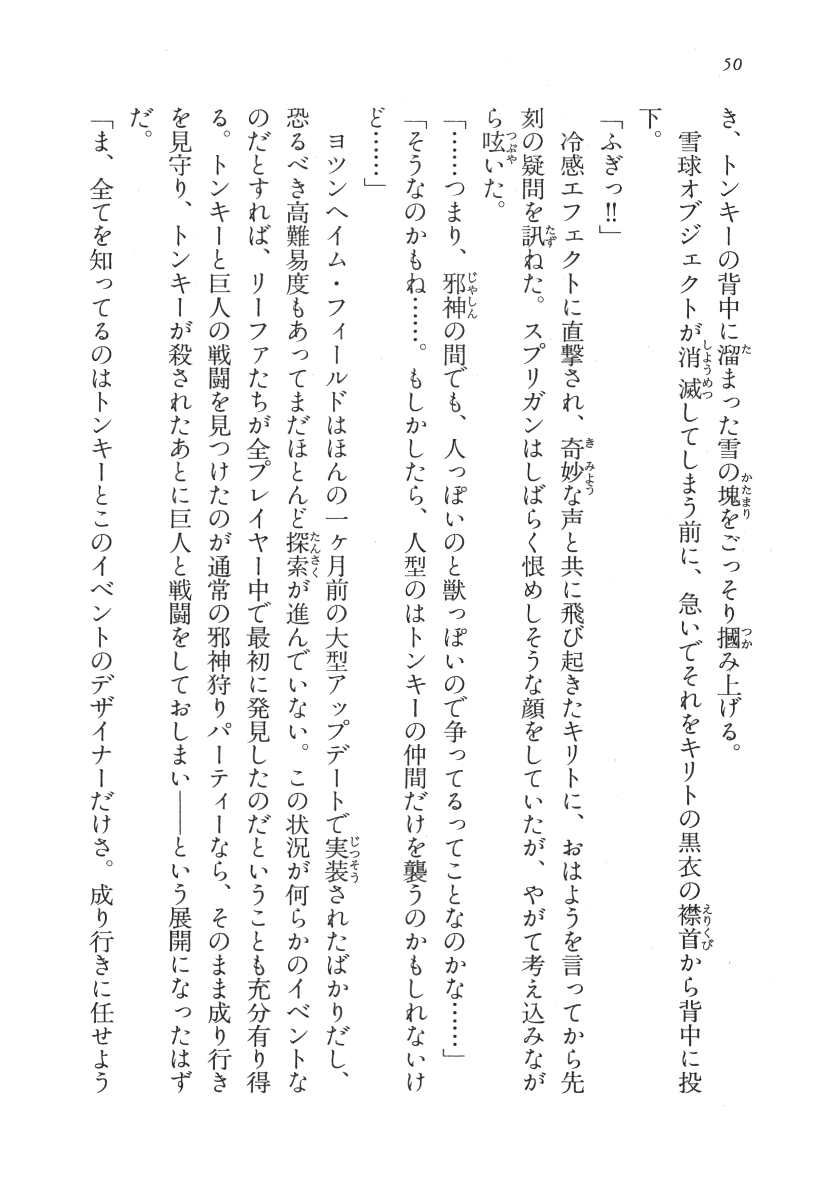 50
き、トンキーの背中に溜まった雪の塊をごっそり摑み上げる。
雪球オブジェクトが消滅してしまう前に、急いでそれをキリトの黒衣の襟首から背中に投
下。
「ふぎっ!!」
冷感エフェクトに直撃され、奇妙な声と共に飛び起きたキリトに、おはようを言ってから先
刻の疑問を訊ねた。スプリガンはしばらく恨めしそうな顔をしていたが、やがて考え込みなが
ら呟いた。
「……つまり、邪神の間でも、人っぽいのと獣っぽいので争ってるってことなのかな……」
「そうなのかもね……。もしかしたら、人型のはトンキーの仲間だけを襲うのかもしれないけ
ど……」
ヨツンヘイム・フィールドはほんの一ヶ月前の大型アップデートで実装されたばかりだし、
恐るべき高難易度もあってまだほとんど探索が進んでいない。この状況が何らかのイベントな
のだとすれば、リーファたちが全プレイヤー中で最初に発見したのだということも充分有り得
る。トンキーと巨人の戦闘を見つけたのが通常の邪神狩りパーティーなら、そのまま成り行き
を見守り、トンキーが殺されたあとに巨人と戦闘をしておしまい――という展開になったはず
だ。
「ま、全てを知ってるのはトンキーとこのイベントのデザイナーだけさ。成り行きに任せよう